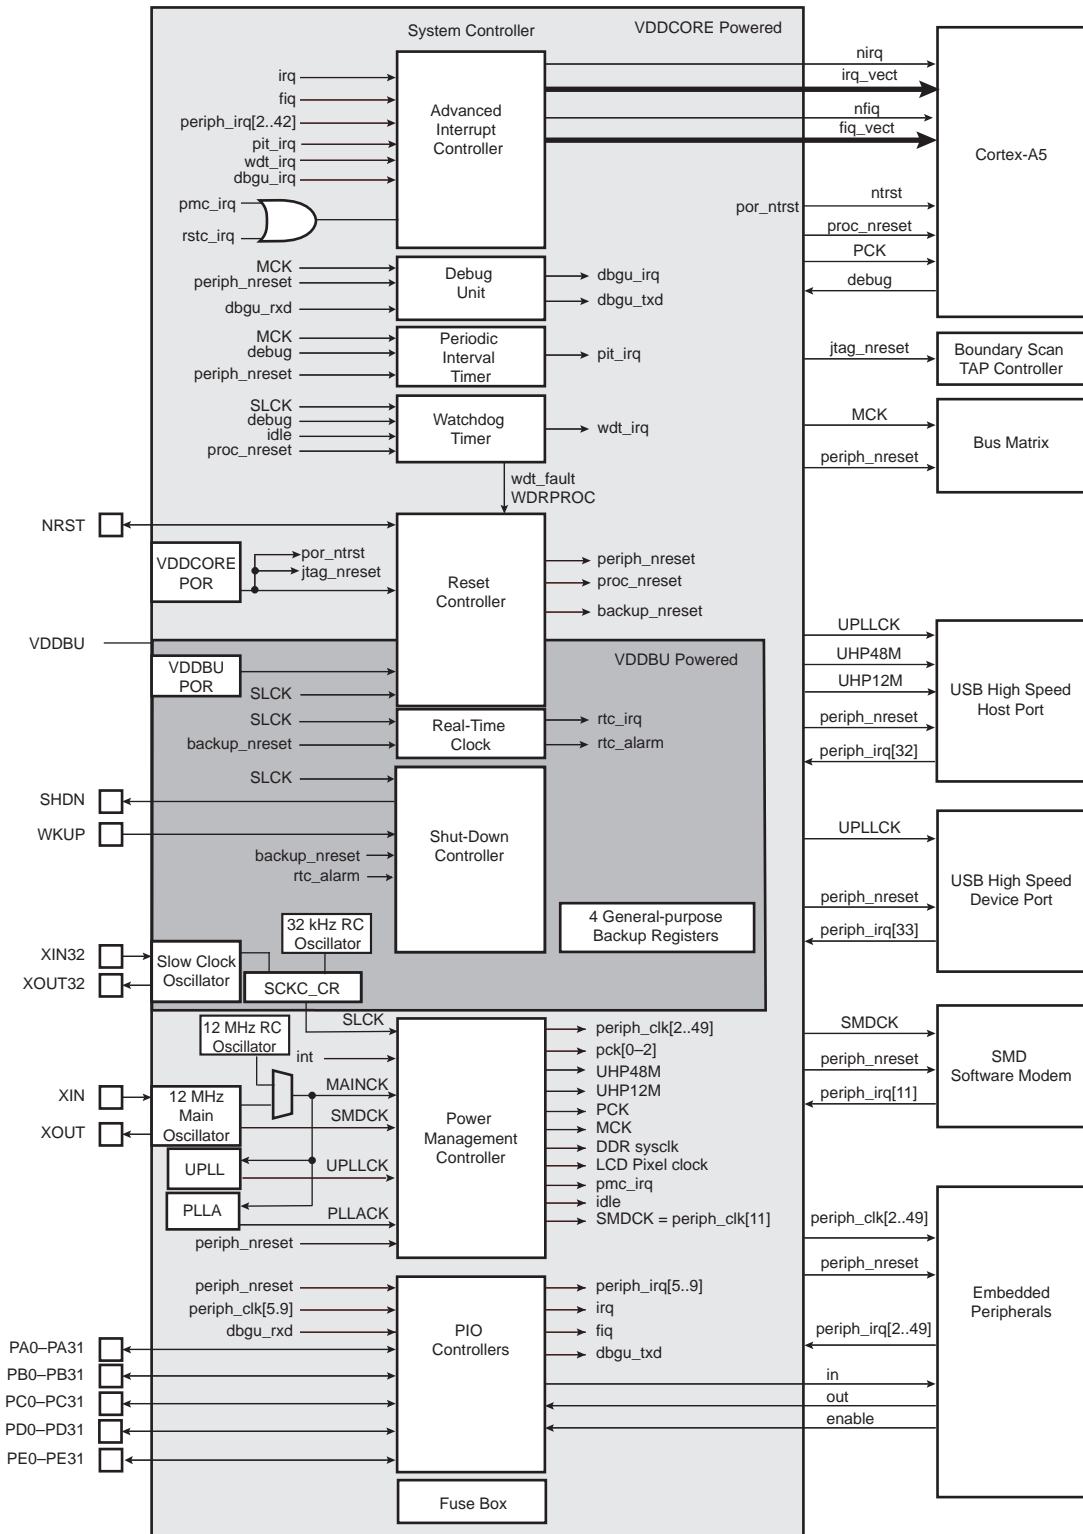 System Controller
VDDCORE Powered
irq
fiq
periph_irq[2..42]
pit_irq
wdt_irq
dbgu_irq
pmc_irq
rstc_irq
Advanced
Interrupt
Controller
nirq
irq_vect
nfiq
fiq_vect
por_ntrst
ntrst
proc_nreset
PCK
debug
Cortex-A5
MCK
periph_nreset
dbgu_rxd
Debug
Unit
dbgu_irq
dbgu_txd
MCK
debug
periph_nreset
Periodic
Interval
Timer
pit_irq
jtag_nreset
Boundary Scan
TAP Controller
SLCK
debug
idle
proc_nreset
Watchdog
Timer
wdt_irq
MCK
periph_nreset
Bus Matrix
wdt_fault
WDRPROC
NRST
VDDCORE
POR
por_ntrst
jtag_nreset
Reset
Controller
periph_nreset
proc_nreset
backup_nreset
VDDBU
VDDBU Powered
VDDBU
POR
SLCK
UPLLCK
UHP48M
UHP12M
periph_nreset
periph_irq[32]
USB High Speed
Host Port
SLCK
backup_nreset
Real-Time
Clock
rtc_irq
rtc_alarm
SLCK
SHDN
WKUP
backup_nreset
rtc_alarm
Shut-Down
Controller
UPLLCK
periph_nreset
periph_irq[33]
USB High Speed
Device Port
4 General-purpose
Backup Registers
32 kHz RC
Oscillator
XIN32
XOUT32
Slow Clock
Oscillator
SCKC_CR
SLCK
12 MHz RC
Oscillator
int
MAINCK
XIN
XOUT
12 MHz
Main
Oscillator
SMDCK
UPLL
UPLLCK
PLLA
PLLACK
periph_nreset
Power
Management
Controller
periph_clk[2..49]
pck[0–2]
UHP48M
UHP12M
PCK
MCK
DDR sysclk
LCD Pixel clock
pmc_irq
idle
SMDCK = periph_clk[11]
SMDCK
periph_nreset
periph_irq[11]
SMD
Software Modem
periph_nreset
periph_clk[5.9]
dbgu_rxd
PA0–PA31
PB0–PB31
PC0–PC31
PD0–PD31
PE0–PE31
PIO
Controllers
periph_irq[5..9]
irq
fiq
dbgu_txd
periph_clk[2..49]
periph_nreset
periph_irq[2..49]
in
out
enable
Embedded
Peripherals
Fuse Box